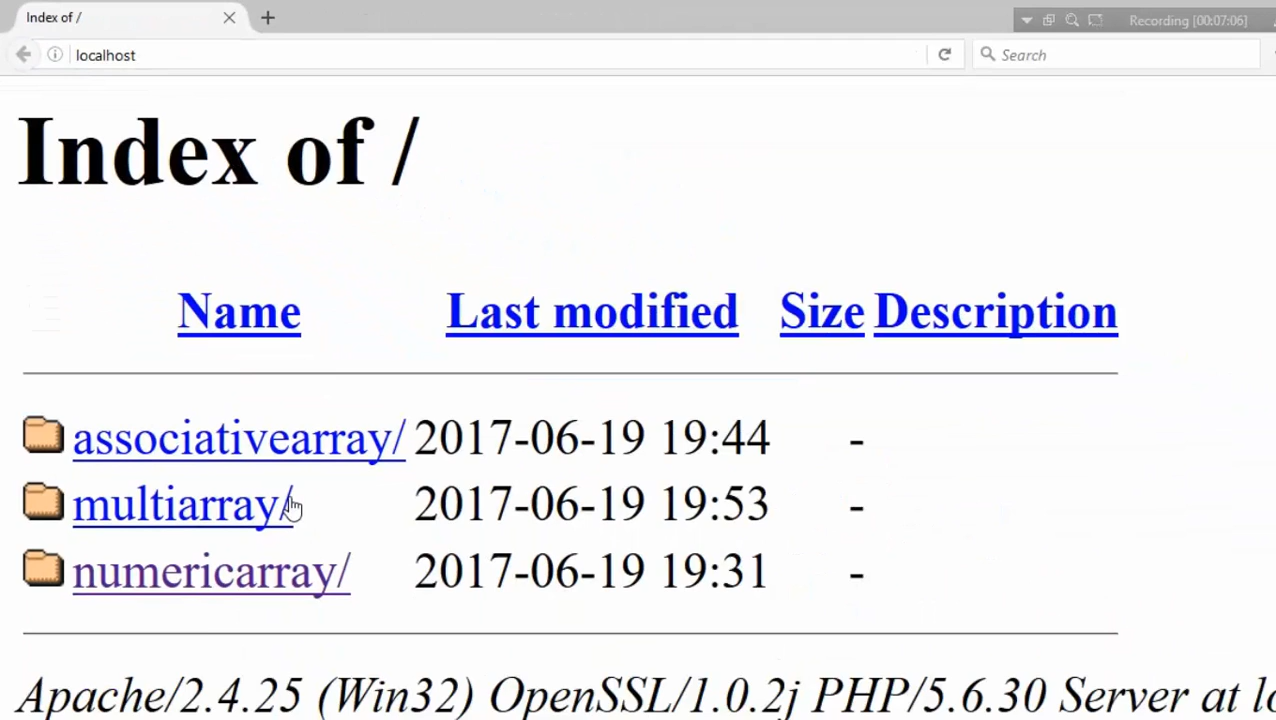 Index of /
Recording [00:07:06]
localhost
Search
Index of /
Name Last modified Size Description
associativearray/ 2017-06-19 19:44 -
multiarray/ 2017-06-19 19:53 -
numericarray/ 2017-06-19 19:31 -
Apache/2.4.25 (Win32) OpenSSL/1.0.2j PHP/5.6.30 Server at